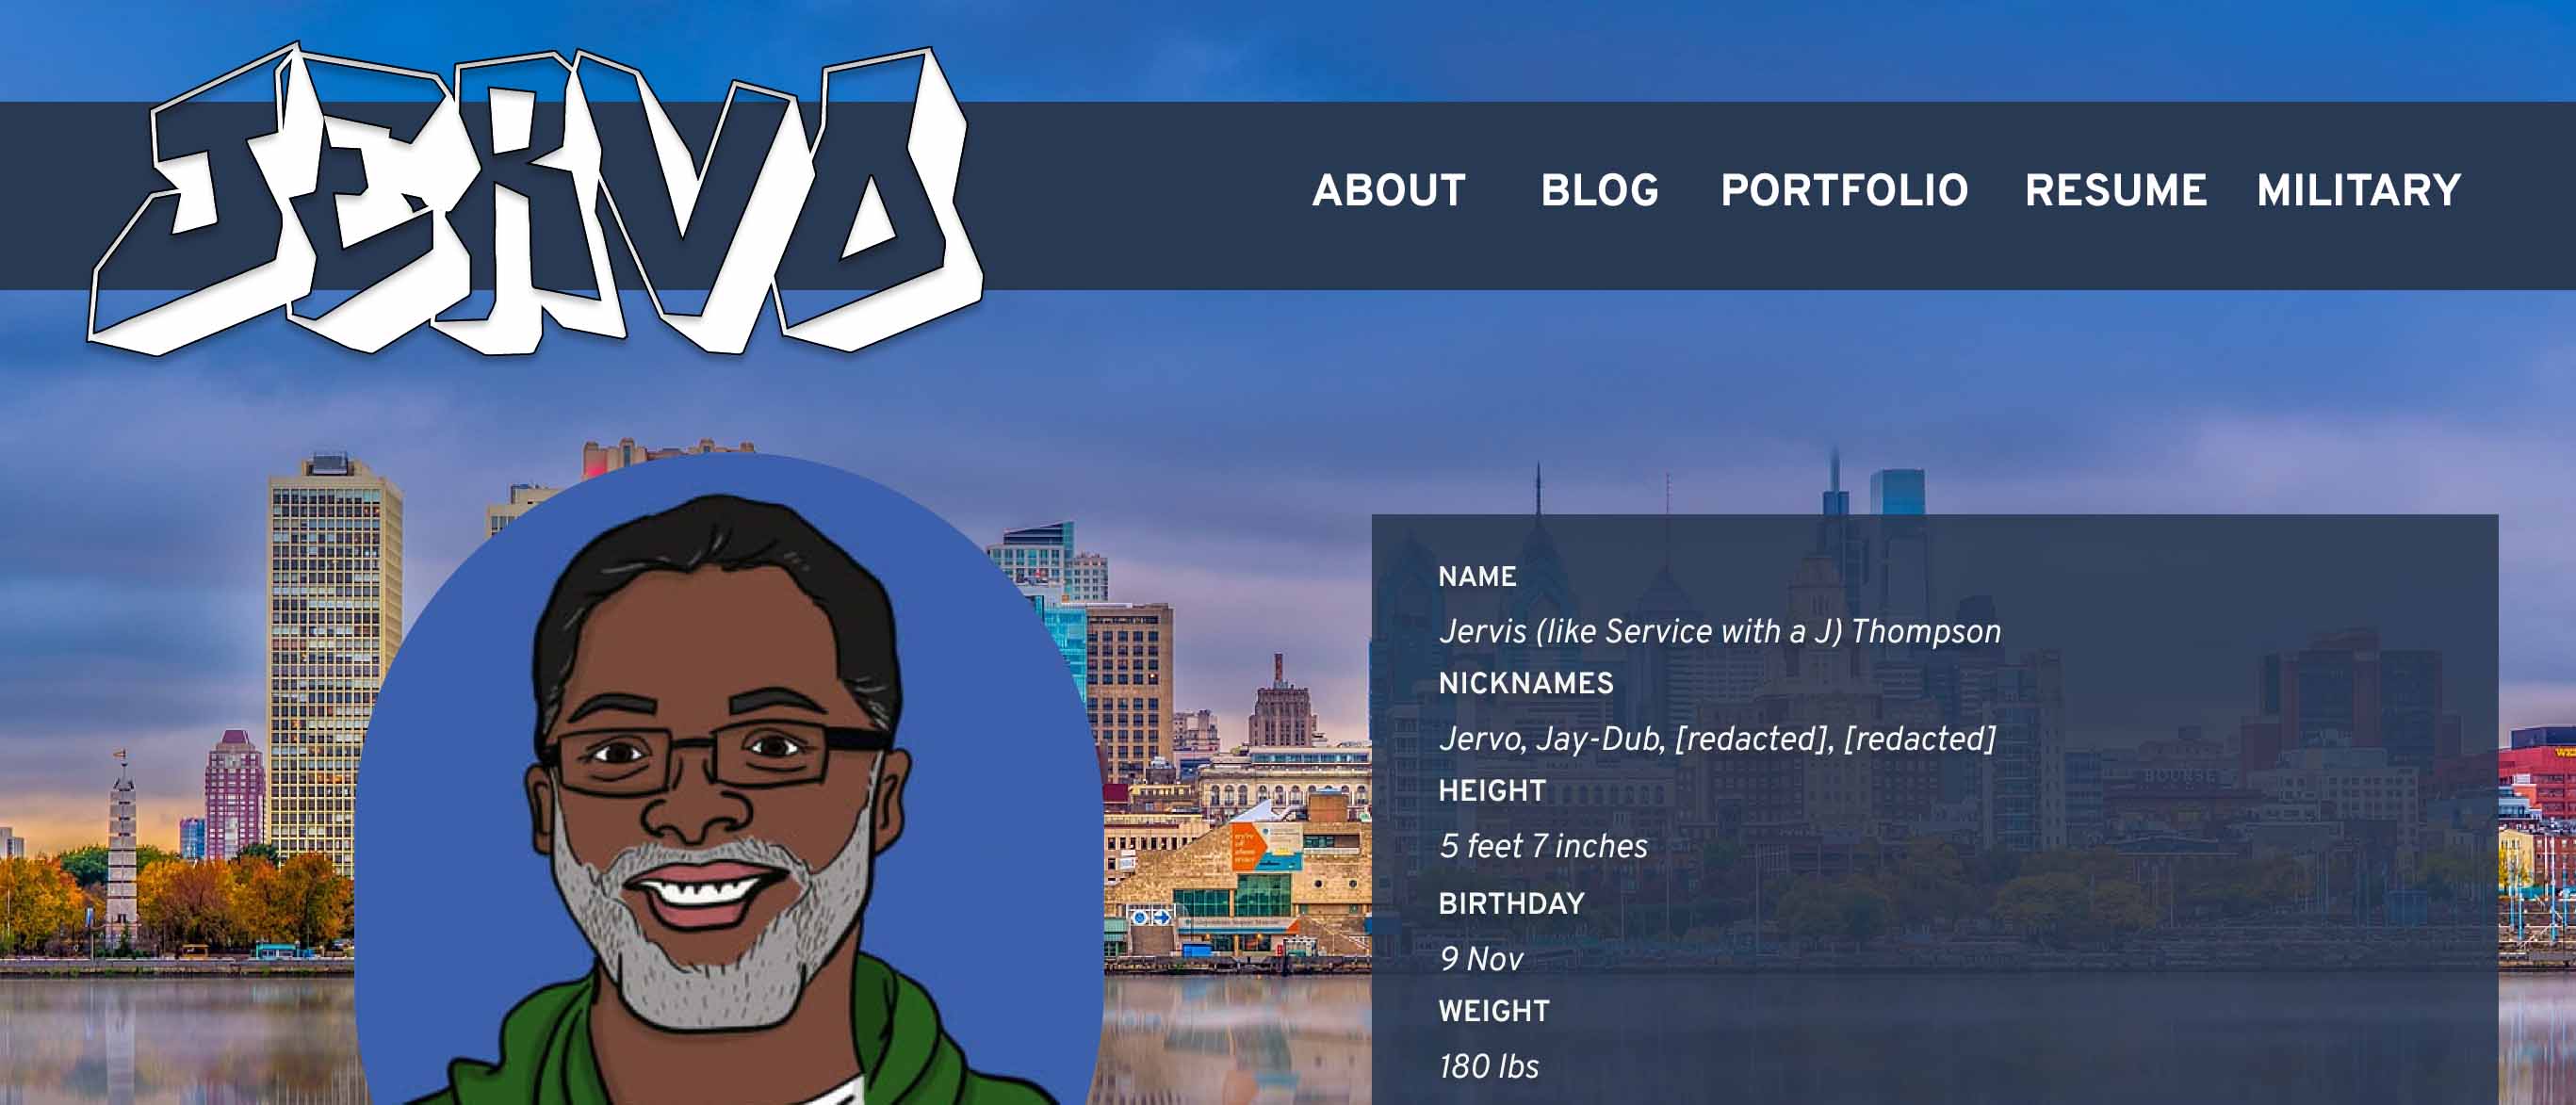 JERVO
ABOUT BLOG PORTFOLIO RESUME MILITARY
NAME
Jervis (like Service with a J) Thompson
NICKNAMES
Jervo, Jay-Dub, [redacted], [redacted]
HEIGHT
5 feet 7 inches
BOURSE
BIRTHDAY
9 Nov
WEIGHT
180 lbs